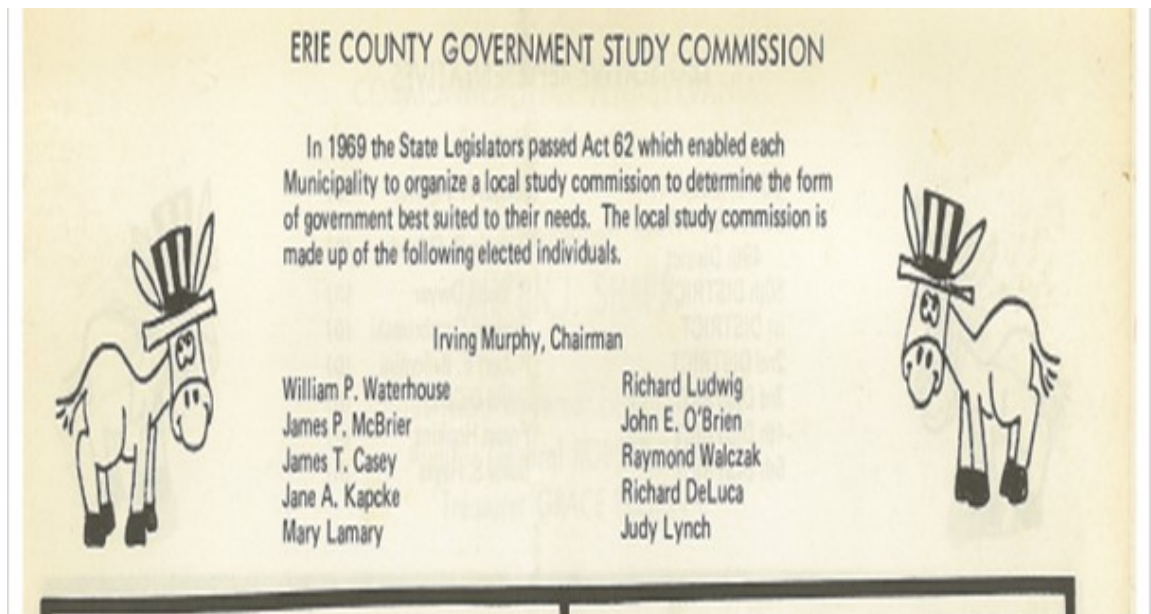 ERIE COUNTY GOVERNMENT STUDY COMMISSION
In 1969 the State Legislators passed Act 62 which enabled each
Municipality to organize a local study commission to determine the form
of government best suited to their needs. The local study commission is
made up of the following elected individuals.
Irving Murphy, Chairman
William P. Waterhouse
James P. McBrier
James T. Casey
Jane A. Kapcke
Mary Lamary
Richard Ludwig
John E. O'Brien
Raymond Walczak
Richard DeLuca
Judy Lynch